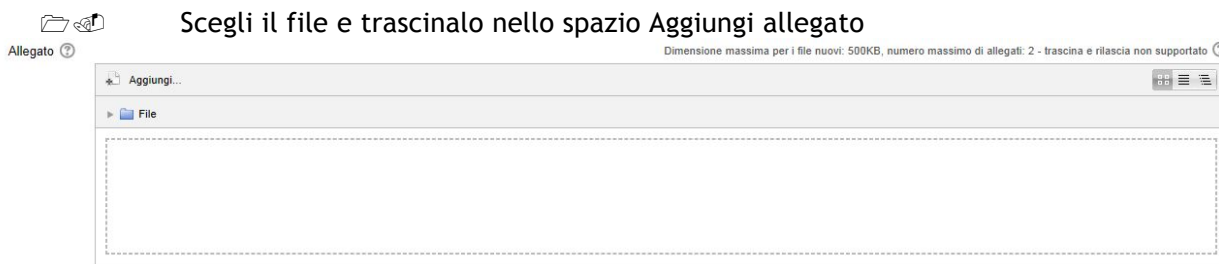 Scegli il file e trascinalo nello spazio Aggiungi allegato
Allegato
Dimensione massima per i file nuovi: 500KB, numero massimo di allegati: 2 - trascina e rilascia non supportato
Aggiungi...
File